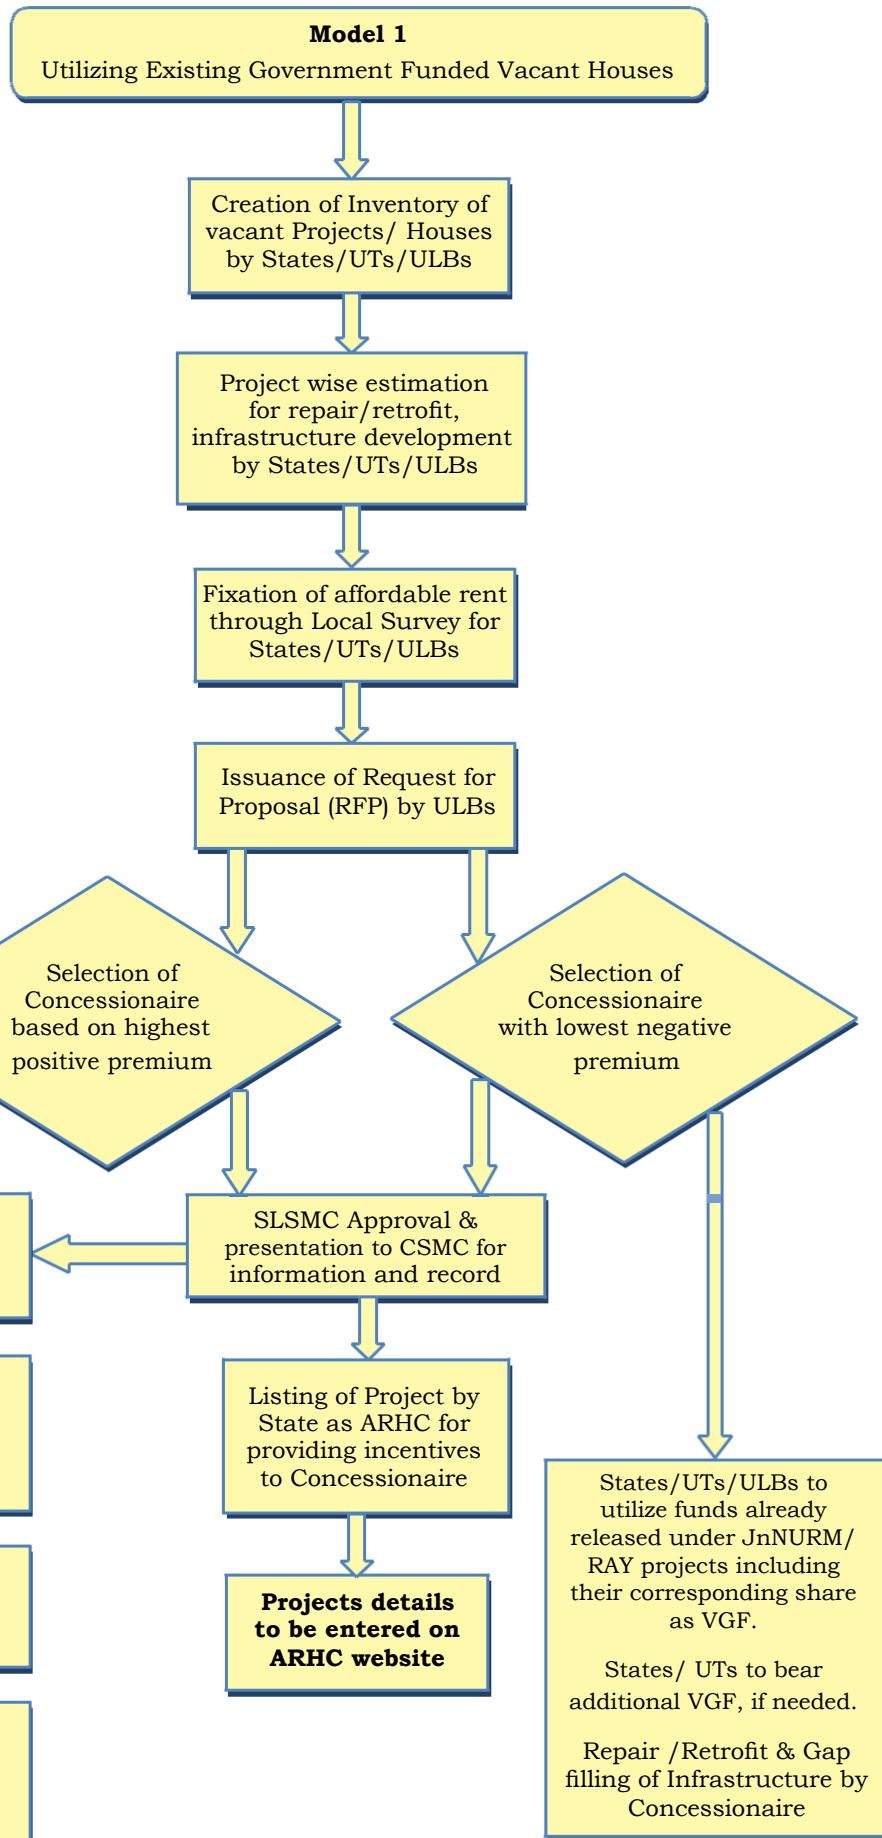 Model 1
Utilizing Existing Government Funded Vacant Houses
Creation of Inventory of
vacant Projects/ Houses
by States/UTs/ULBs
Project wise estimation
for repair/retrofit,
infrastructure development
by States/UTs/ULBs
Fixation of affordable rent
through Local Survey for
States/UTs/ULBs
Issuance of Request for
Proposal (RFP) by ULBs
Selection of
Concessionaire
based on highest
positive premium
Selection of
Concessionaire
with lowest negative
premium
SLSMC Approval &
presentation to CSMC for
information and record
Listing of Project by
State as ARHC for
providing incentives
to Concessionaire
Projects details
to be entered on
ARHC website
States/UTs/ULBs to
utilize funds already
released under JnNURM/
RAY projects including
their corresponding share
as VGF.
States/ UTs to bear
additional VGF, if needed.
Repair /Retrofit & Gap
filling of Infrastructure by
Concessionaire